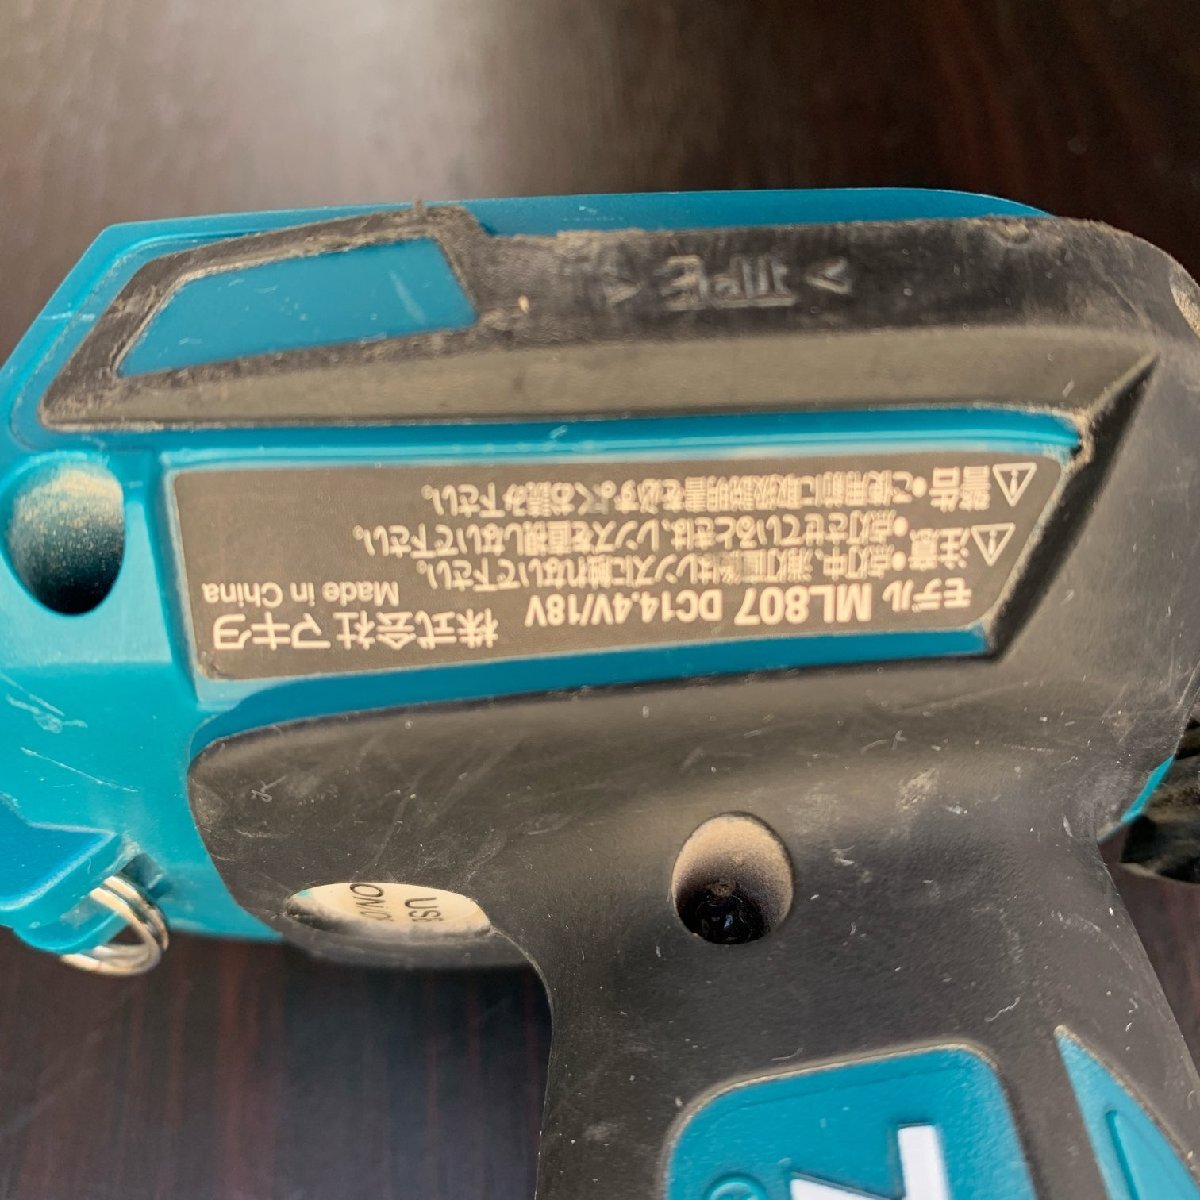 ⚠警告 ●ご使用前に取扱説明書を必ず、よくお読み下さい。
⚠注意 ●点灯させているときは、レンズを直視しないで下さい。
●点灯中、消灯直後はレンズに触れないで下さい。
モデル ML807 DC14.4V/18V
Made in China
株式会社マキタ